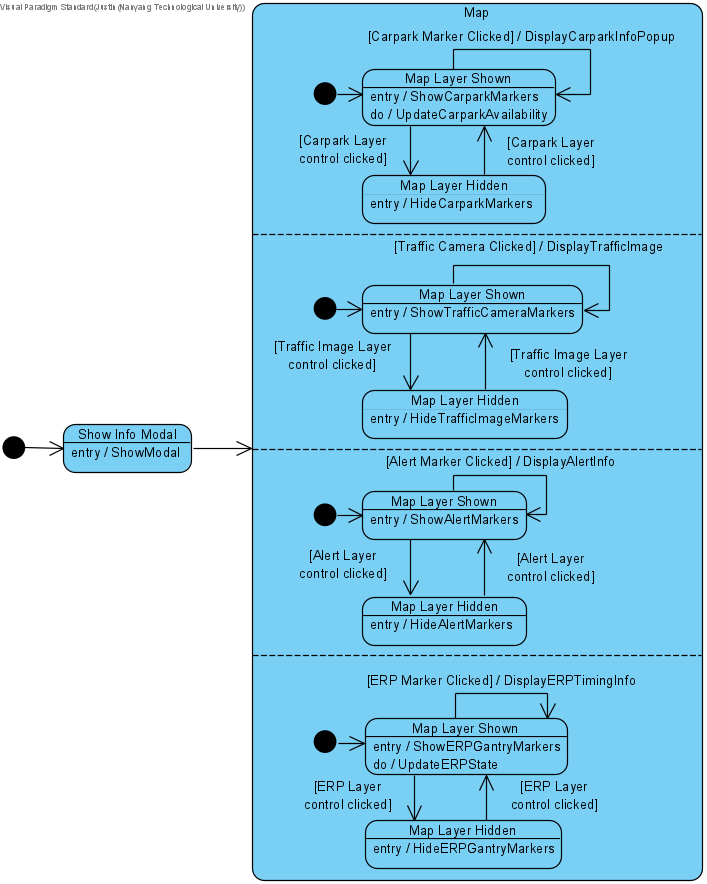 Visual Paradigm Standard(Justin(Nanyang Technological University))
Map
[Carpark Marker Clicked] / DisplayCarparkInfoPopup
Map Layer Shown
entry / ShowCarparkMarkers
do / UpdateCarparkAvailability
[Carpark Layer
control clicked]
[Carpark Layer
control clicked]
Map Layer Hidden
entry / HideCarparkMarkers
[Traffic Camera Clicked] / DisplayTrafficImage
Map Layer Shown
entry / ShowTrafficCameraMarkers
[Traffic Image Layer
control clicked]
[Traffic Image Layer
control clicked]
Map Layer Hidden
entry / HideTrafficImageMarkers
Show Info Modal
entry / ShowModal
[Alert Marker Clicked] / DisplayAlertInfo
Map Layer Shown
entry / ShowAlertMarkers
[Alert Layer
control clicked]
[Alert Layer
control clicked]
Map Layer Hidden
entry / HideAlertMarkers
[ERP Marker Clicked] / DisplayERPTimingInfo
Map Layer Shown
entry / ShowERPGantryMarkers
do / UpdateERPState
[ERP Layer
control clicked]
[ERP Layer
control clicked]
Map Layer Hidden
entry / HideERPGantryMarkers